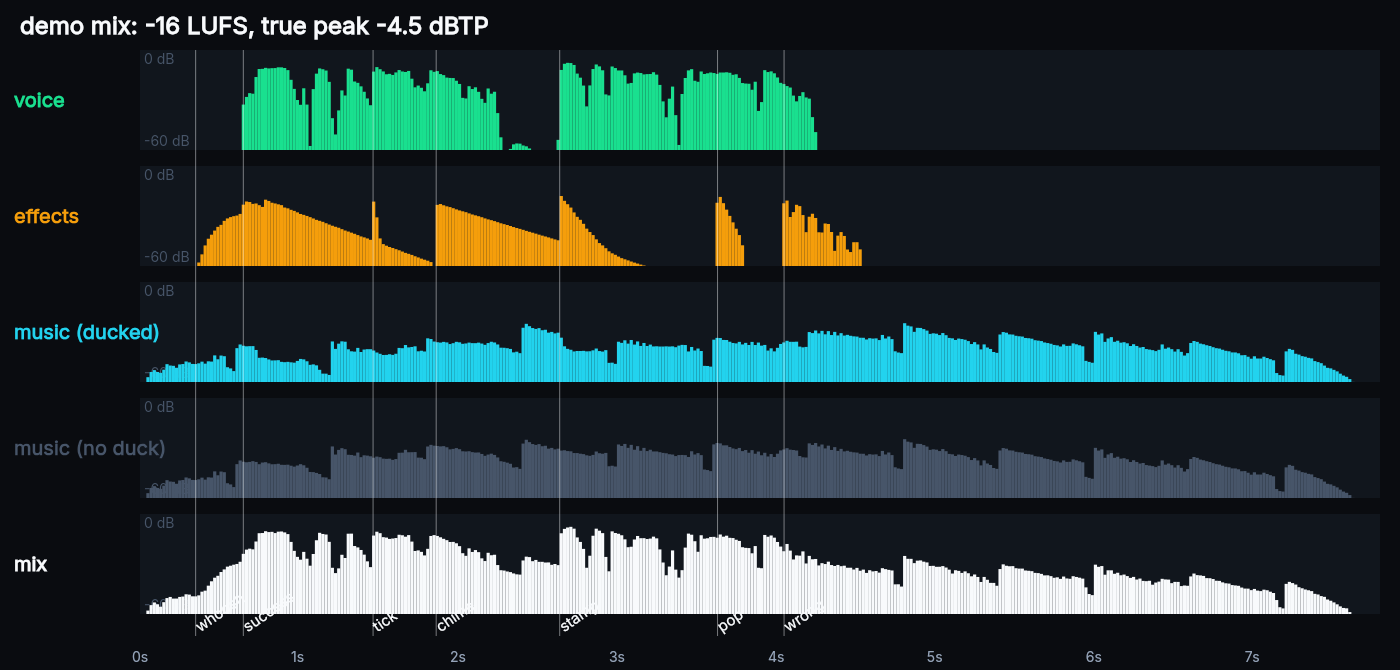 demo mix: -16 LUFS, true peak -4.5 dBTP
0 dB
voice
-60 dB
0 dB
effects
-60 dB
0 dB
music (ducked)
0 dB
music (no duck)
0 dB
mix
tick
pop
0s 1s 2s 3s 4s 5s 6s 7s